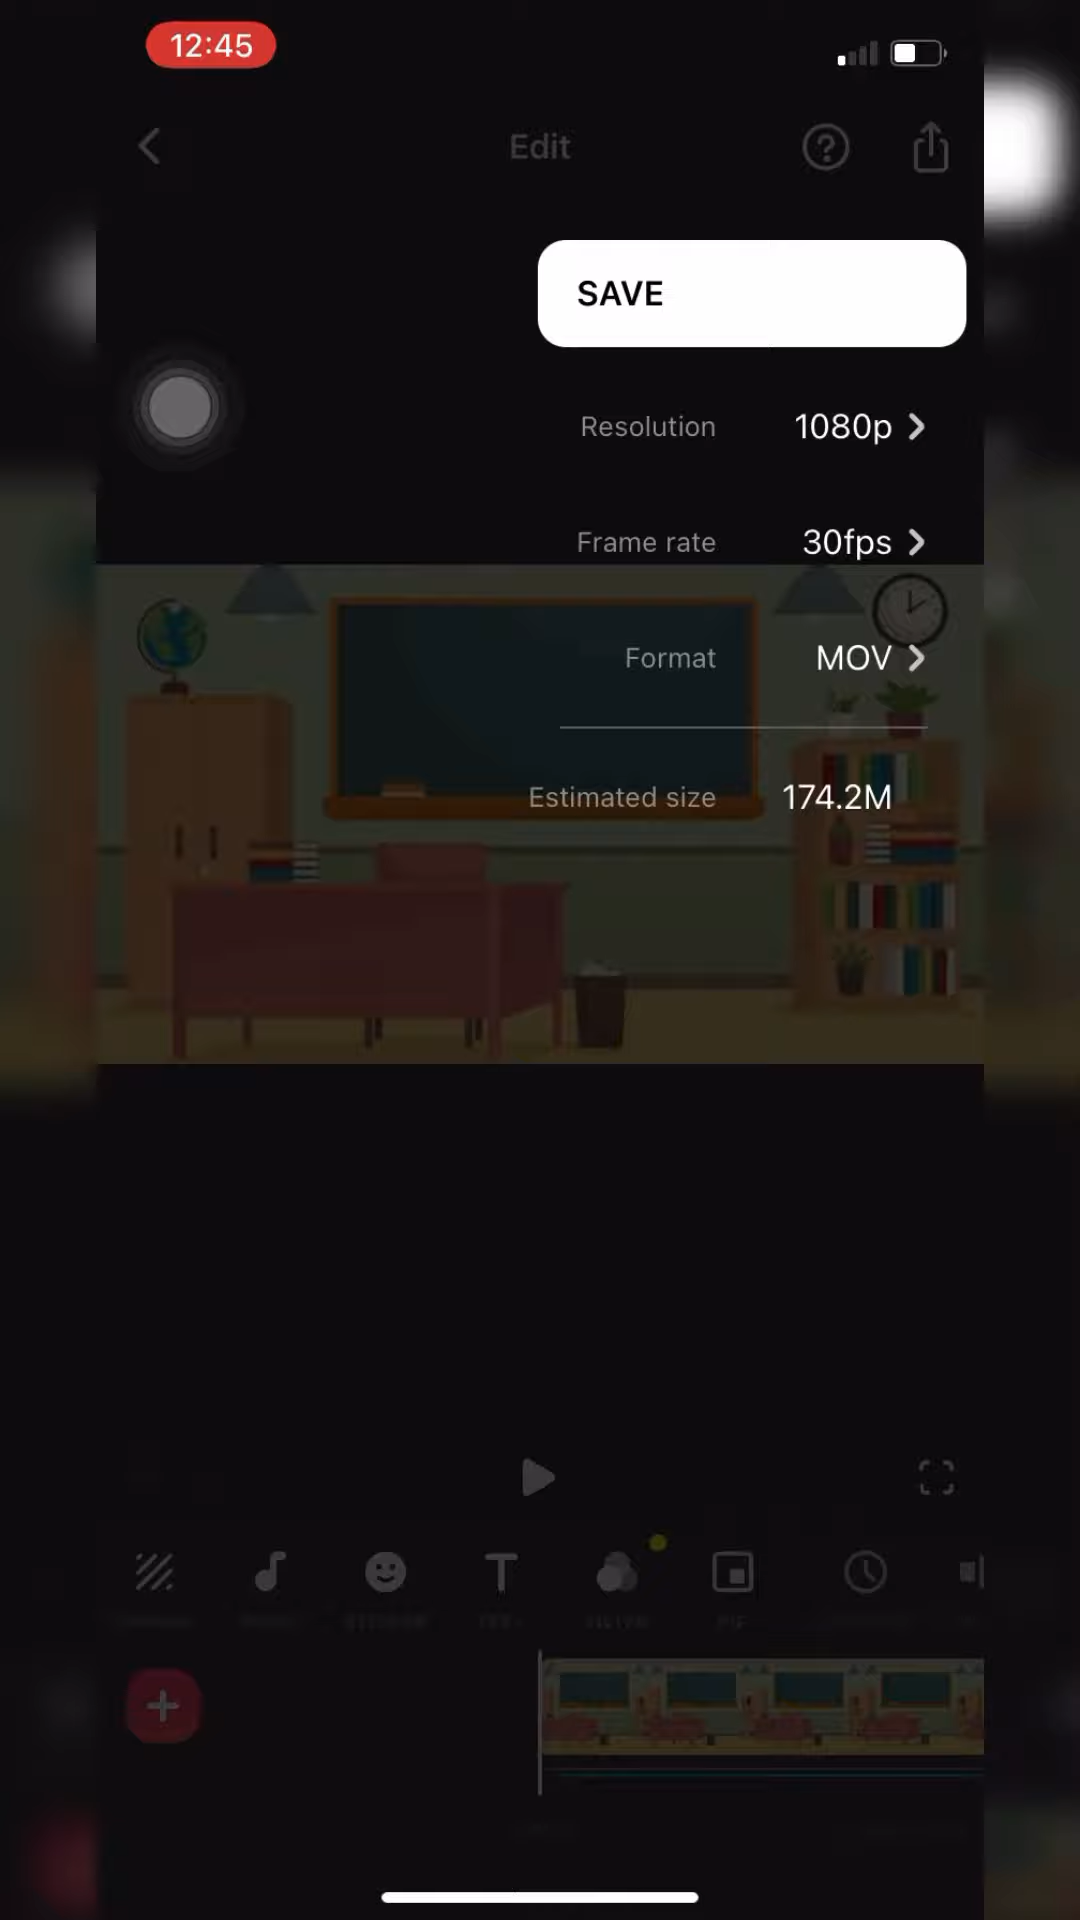 12:45
Edit
SAVE
Resolution 1080p
Frame rate 30fps
Format MOV
Estimated size 174.2M